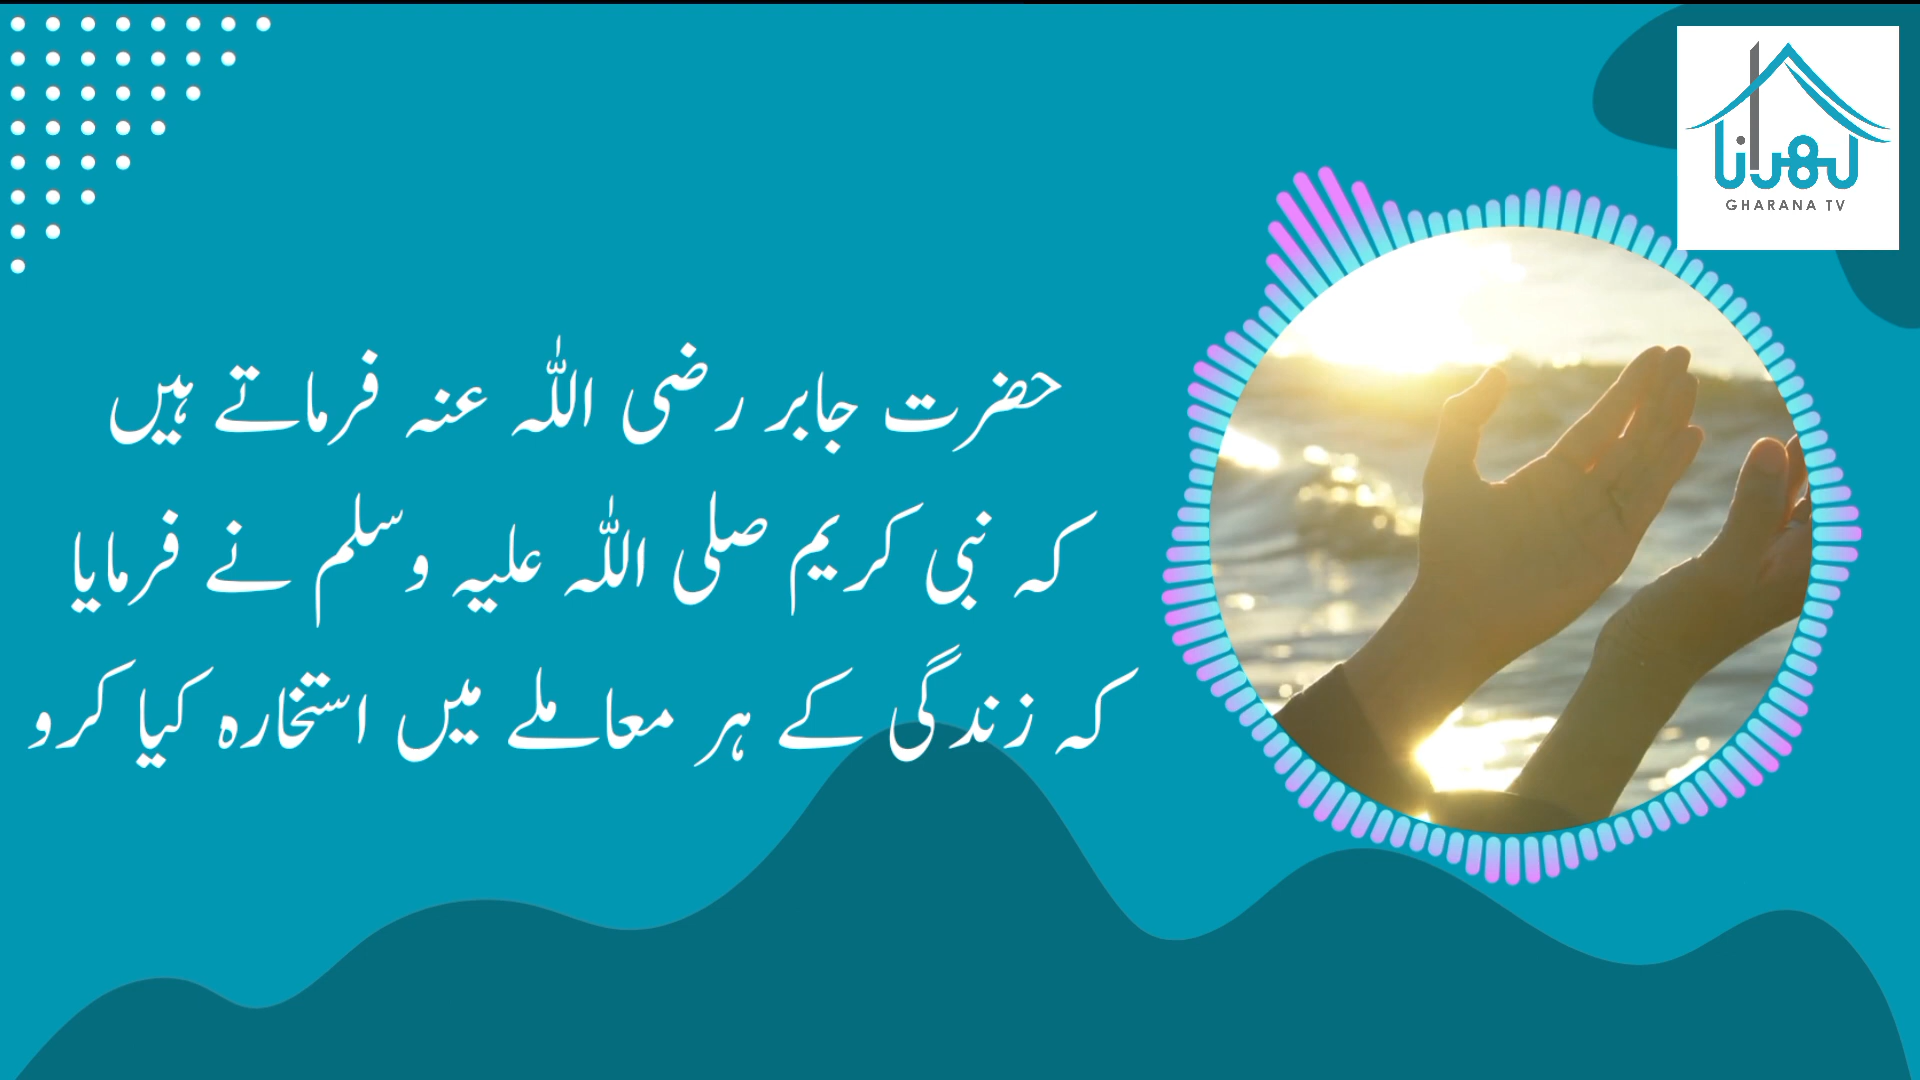 گھرانا
GHARANA TV
حضرت جابر رضی اللہ عنہ فرماتے ہیں
کہ نبی کریم صلی اللہ علیہ وسلم نے فرمایا
کہ زندگی کے ہر معاملے میں استخارہ کیا کرو